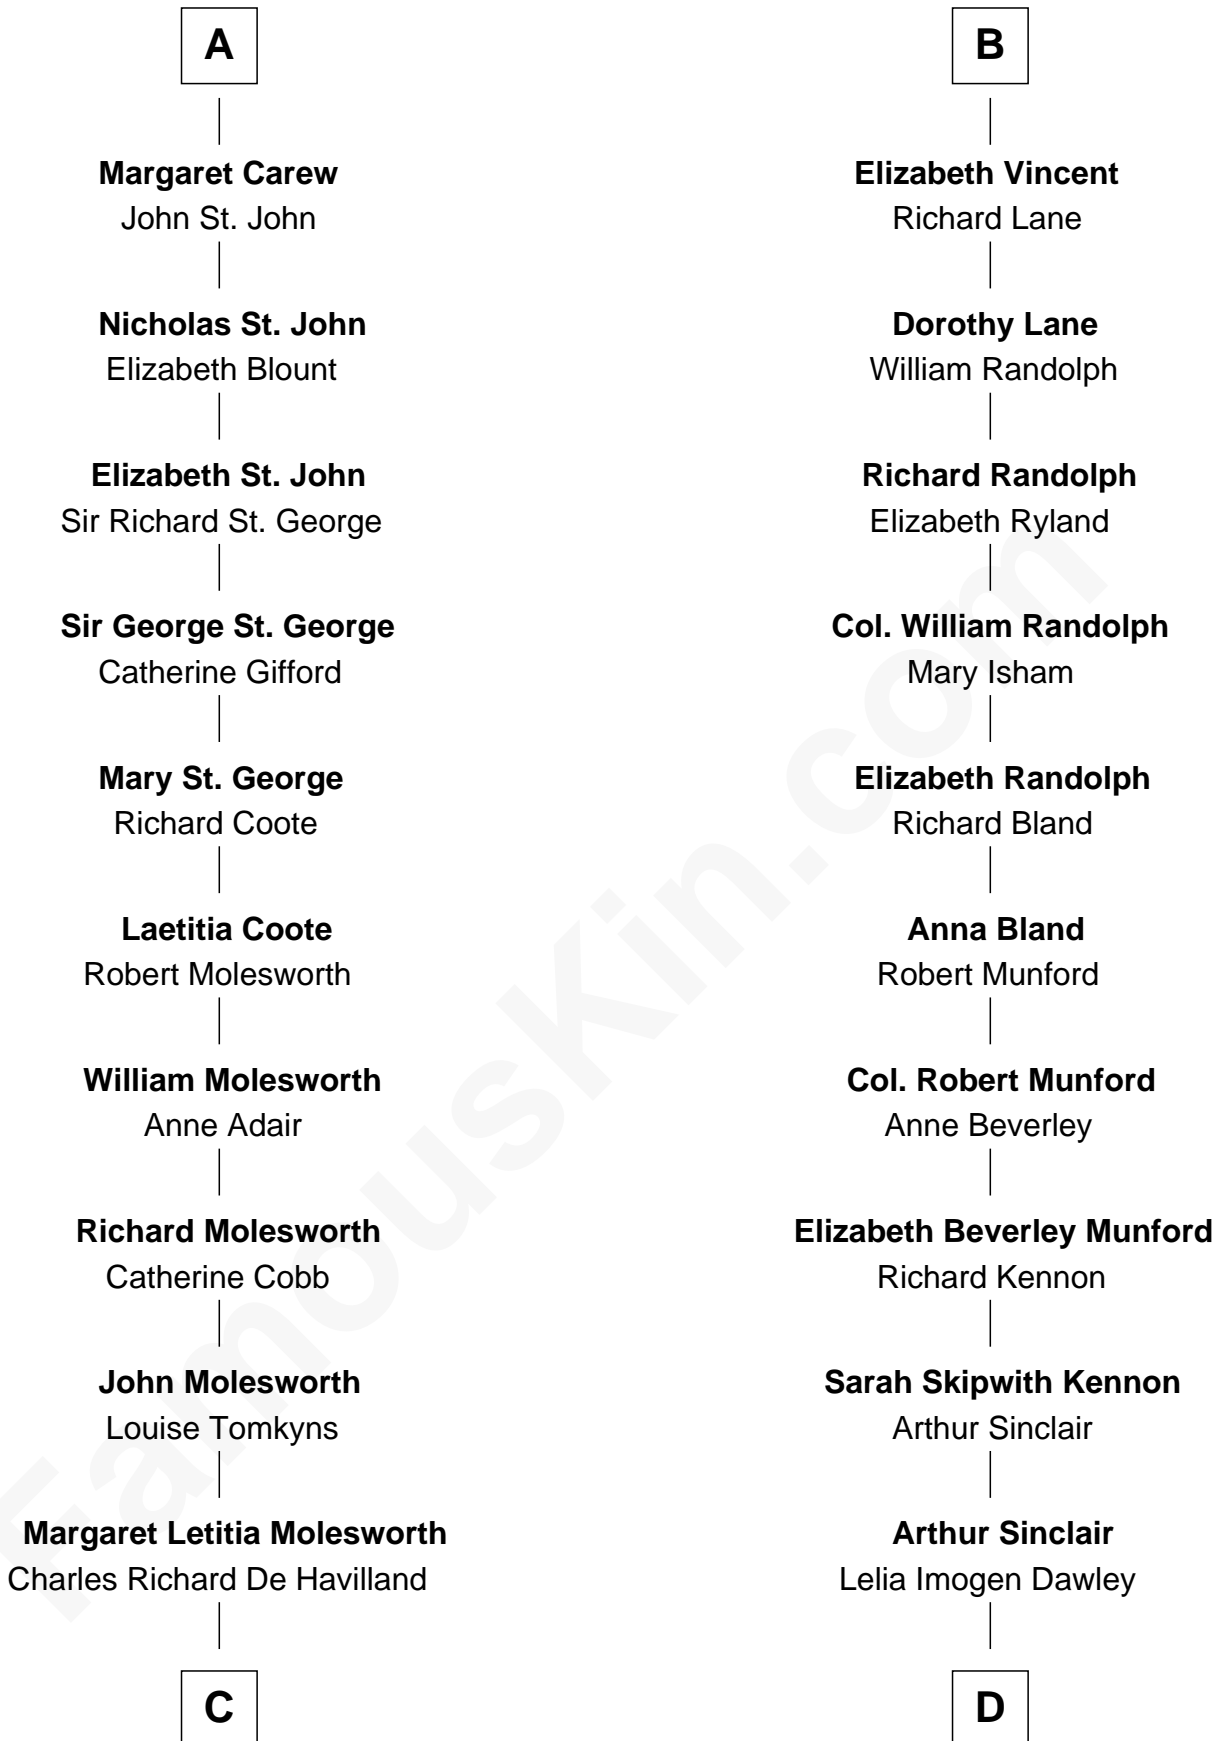 A
Margaret Carew
John St. John
Nicholas St. John
Elizabeth Blount
Elizabeth St. John
Sir Richard St. George
Sir George St. George
Catherine Gifford
Mary St. George
Richard Coote
Laetitia Coote
Robert Molesworth
William Molesworth
Anne Adair
Richard Molesworth
Catherine Cobb
John Molesworth
Louise Tomkyns
Margaret Letitia Molesworth
Charles Richard De Havilland
C
B
Elizabeth Vincent
Richard Lane
Dorothy Lane
William Randolph
Richard Randolph
Elizabeth Ryland
Col. William Randolph
Mary Isham
Elizabeth Randolph
Richard Bland
Anna Bland
Robert Munford
Col. Robert Munford
Anne Beverley
Elizabeth Beverley Munford
Richard Kennon
Sarah Skipwith Kennon
Arthur Sinclair
Arthur Sinclair
Lelia Imogen Dawley
D
FamousKin.com